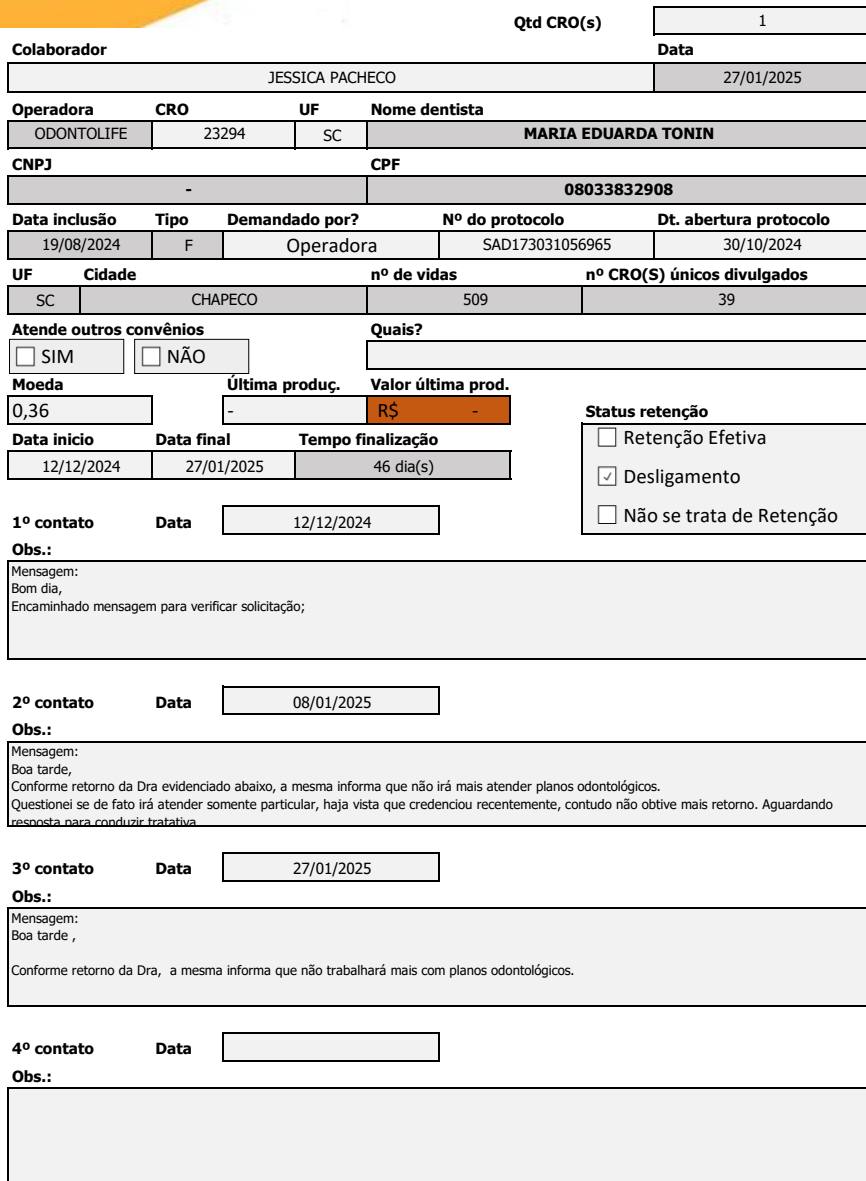 Qtd CRO(s) 1
Colaborador Data
JESSICA PACHECO 27/01/2025
Operadora CRO UF Nome dentista
ODONTOLIFE 23294 SC MARIA EDUARDA TONIN
CNPJ CPF
- 08033832908
Data inclusão Tipo Demandado por? Nº do protocolo Dt. abertura protocolo
19/08/2024 F Operadora SAD173031056965 30/10/2024
UF Cidade nº de vidas nº CRO(S) únicos divulgados
SC CHAPECO 509 39
Atende outros convênios Quais?
SIM NÃO
Moeda Última produç. Valor última prod.
0,36 - R$ - Status retenção
Retenção Efetiva
Data inicio Data final Tempo finalização
12/12/2024 27/01/2025 46 dia(s)
Desligamento
Não se trata de Retenção
1º contato Data 12/12/2024
Obs.:
Mensagem:
Bom dia,
Encaminhado mensagem para verificar solicitação;
2º contato Data 08/01/2025
Obs.:
Mensagem:
Boa tarde,
Conforme retorno da Dra evidenciado abaixo, a mesma informa que não irá mais atender planos odontológicos.
Questionei se de fato irá atender somente particular, haja vista que credenciou recentemente, contudo não obtive mais retorno. Aguardando
resposta para conduzir tratativa
3º contato Data 27/01/2025
Obs.:
Mensagem:
Boa tarde ,
Conforme retorno da Dra, a mesma informa que não trabalhará mais com planos odontológicos.
4º contato Data
Obs.: